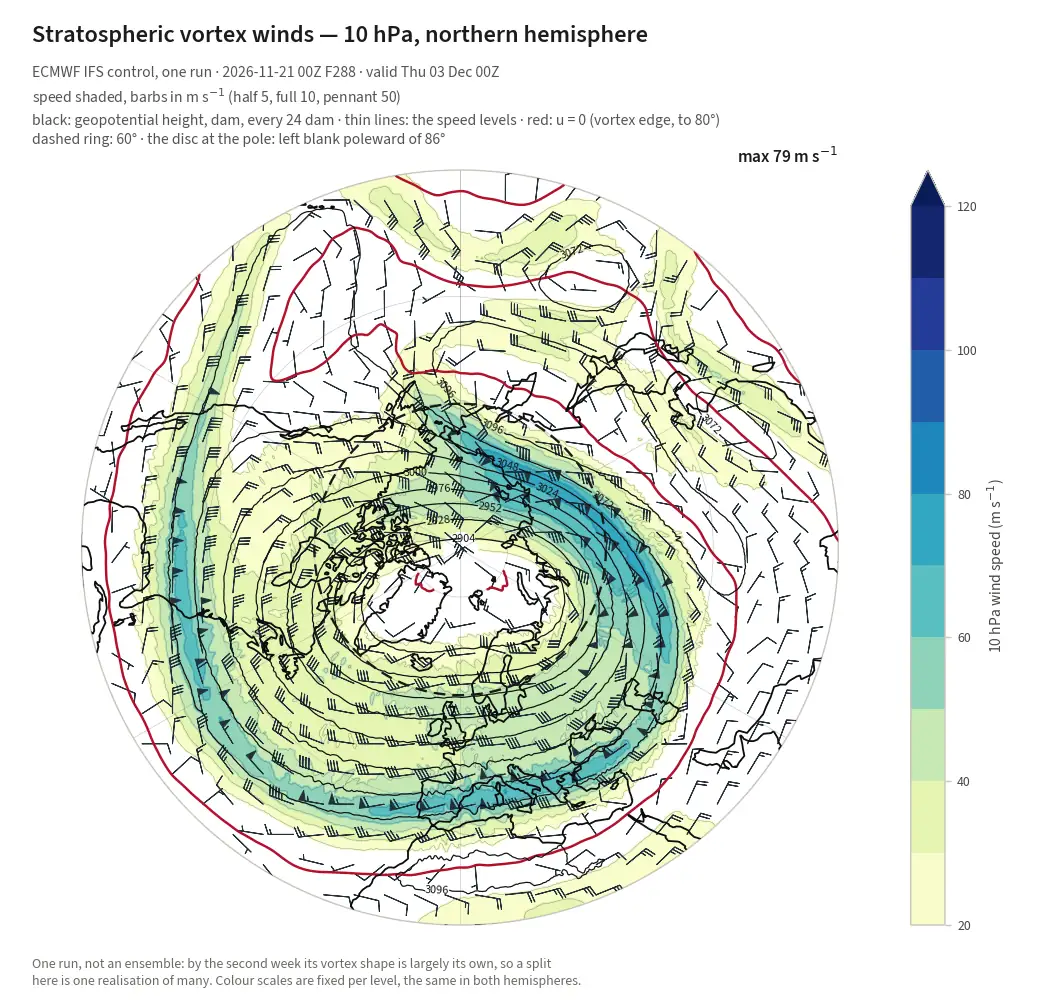 Stratospheric vortex winds — 10 hPa, northern hemisphere
ECMWF IFS control, one run · 2026-11-21 00Z F288 · valid Thu 03 Dec 00Z
speed shaded, barbs in m s⁻¹ (half 5, full 10, pennant 50)
black: geopotential height, dam, every 24 dam · thin lines: the speed levels · red: u = 0 (vortex edge, to 80°)
dashed ring: 60° · the disc at the pole: left blank poleward of 86°
max 79 m s⁻¹
120
100
80
60
40
20
10 hPa wind speed (m s⁻¹)
3072
3096
3096
3072
3048
3024
3072
2952
2904
3096
One run, not an ensemble: by the second week its vortex shape is largely its own, so a split
here is one realisation of many. Colour scales are fixed per level, the same in both hemispheres.